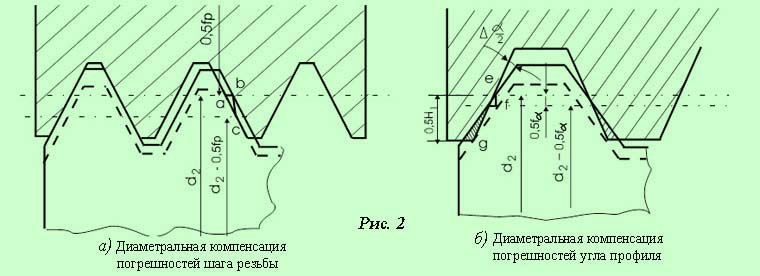 0,5fp
b
a
c
d₂
d₂ - 0,5fp
Δ α/2
e
f
g
0,5H₁
d₂
0,5fα
d₂ – 0,5fα
Рис. 2
а) Диаметральная компенсация
погрешностей шага резьбы
б) Диаметральная компенсация
погрешностей угла профиля